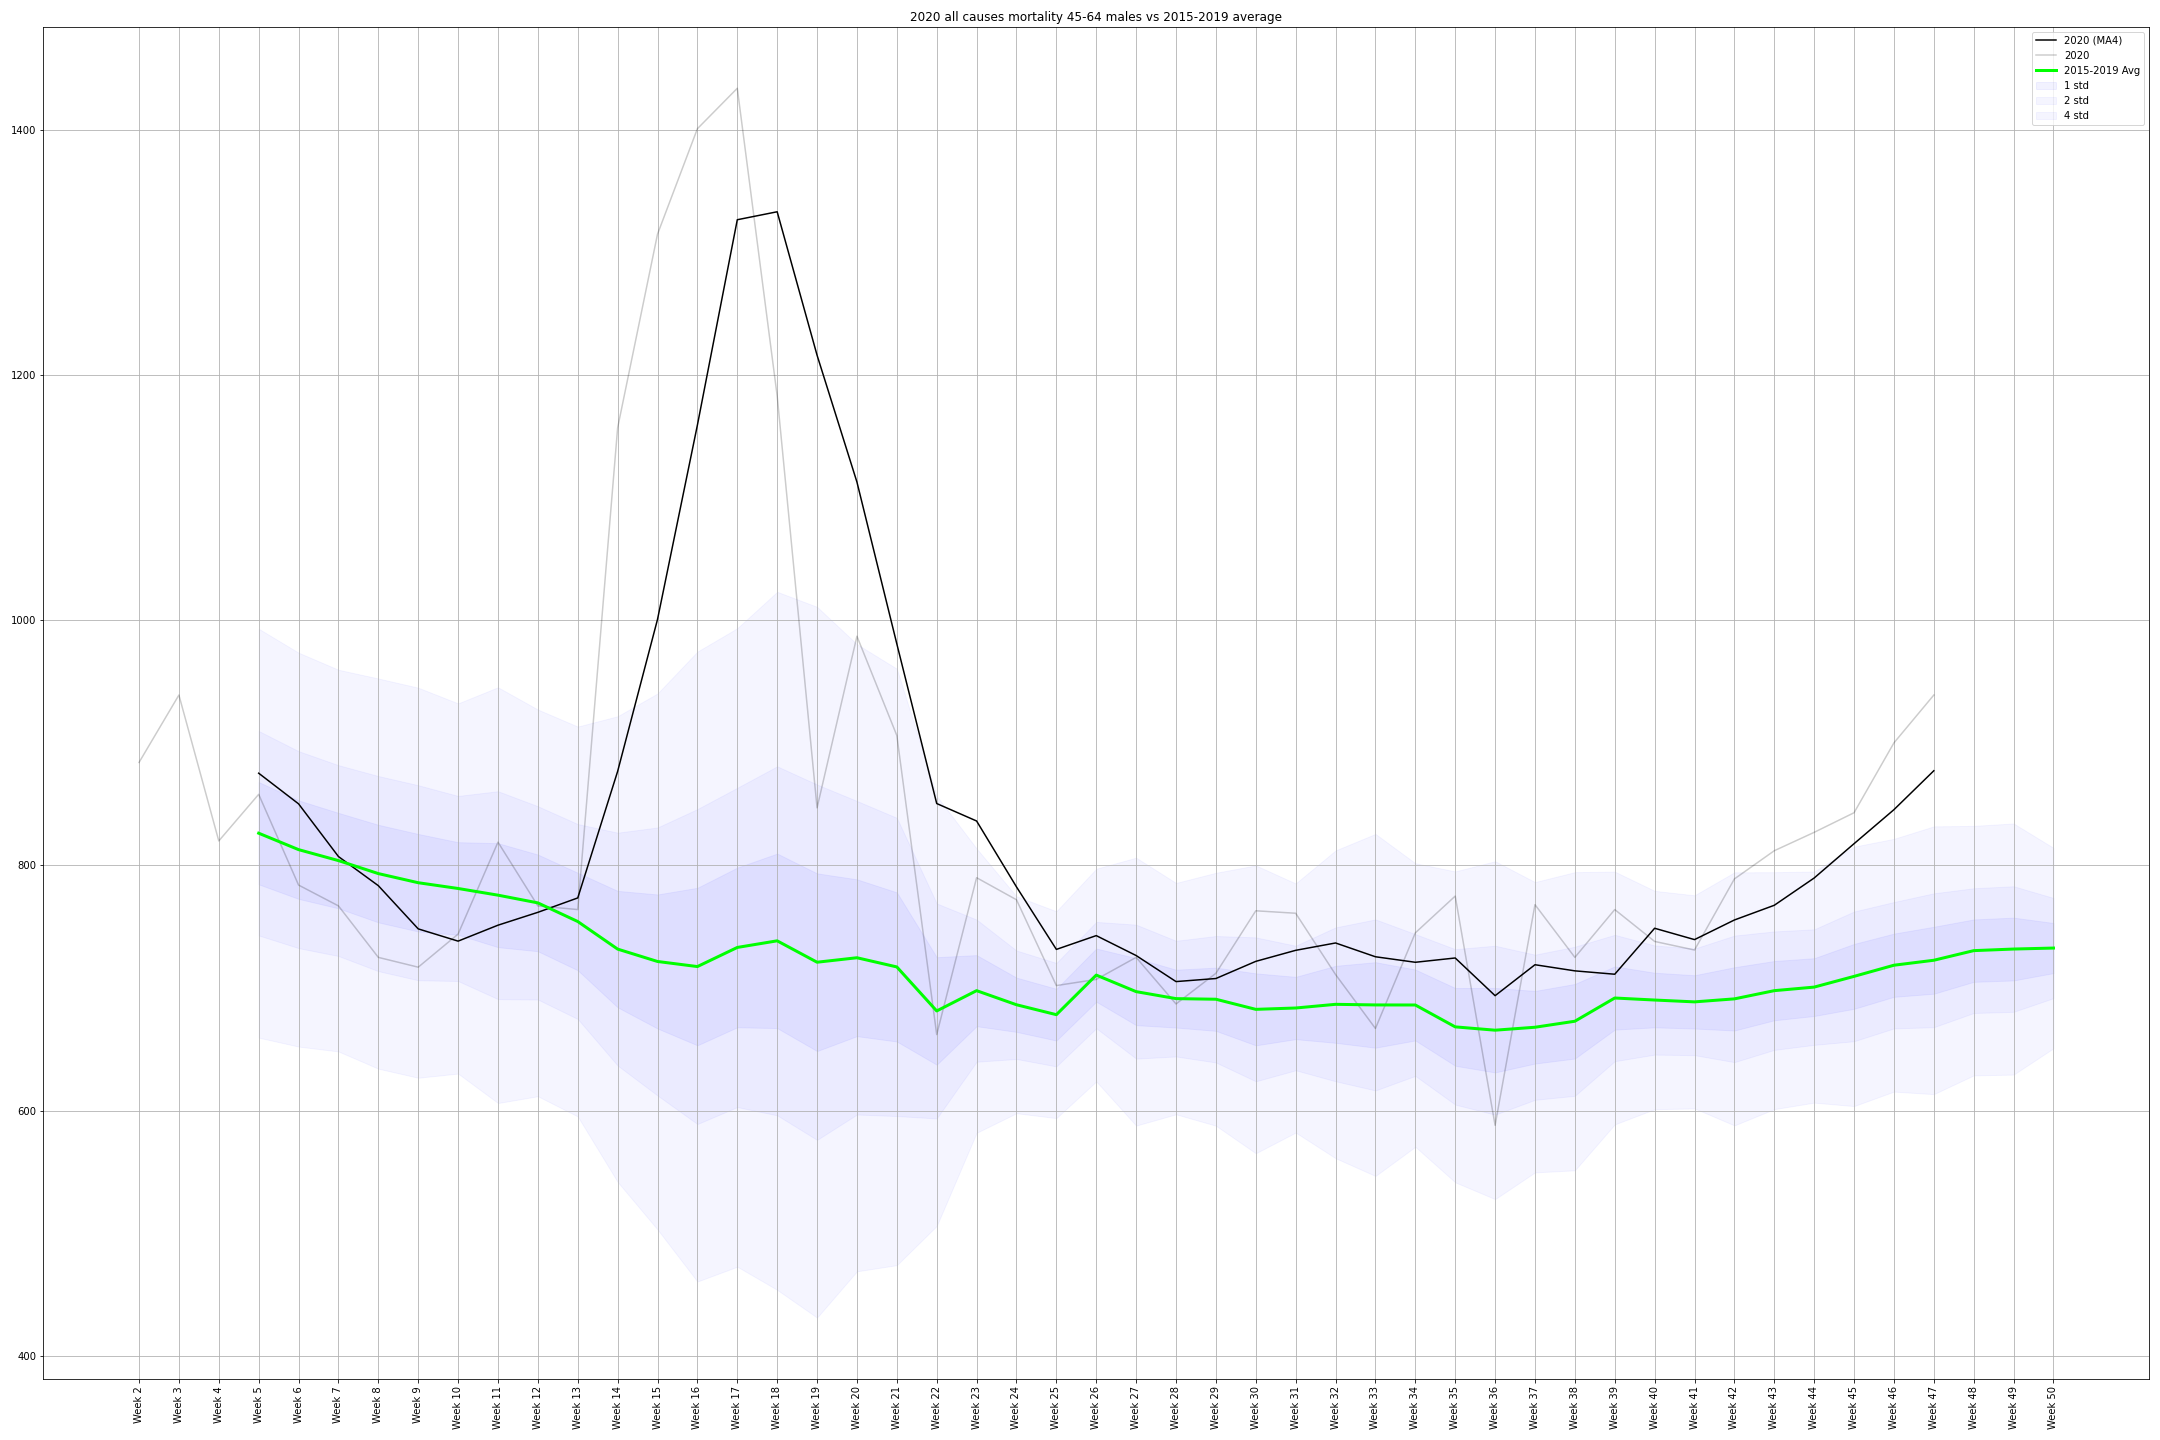 2020 all causes mortality 45-64 males vs 2015-2019 average
2020 (MA4)
2020
2015-2019 Avg
1 std
2 std
4 std
1400
1200
1000
800
600
400
Week 2
Week 3
Week 4
Week 5
Week 6
Week 7
Week 8
Week 9
Week 10
Week 11
Week 12
Week 13
Week 14
Week 15
Week 16
Week 17
Week 18
Week 19
Week 20
Week 21
Week 22
Week 23
Week 24
Week 25
Week 26
Week 27
Week 28
Week 29
Week 30
Week 31
Week 32
Week 33
Week 34
Week 35
Week 36
Week 37
Week 38
Week 39
Week 40
Week 41
Week 42
Week 43
Week 44
Week 45
Week 46
Week 47
Week 48
Week 49
Week 50